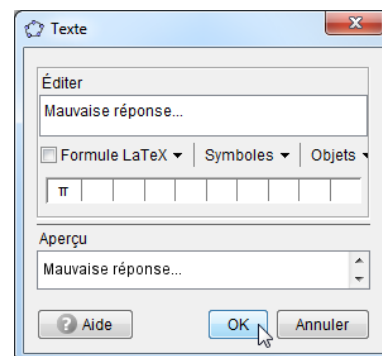 Texte
Éditer
Mauvaise réponse...
Formule LaTeX Symboles Objets
π
Aperçu
Mauvaise réponse...
Aide OK Annuler